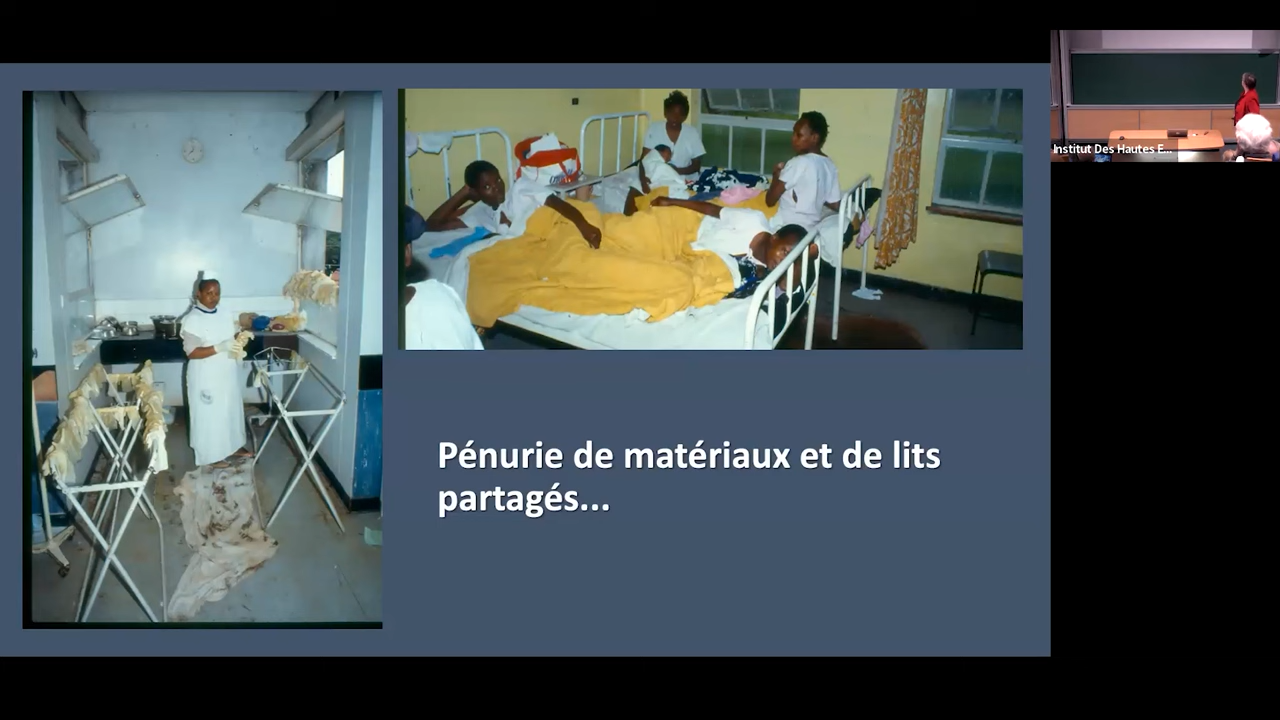 Institut Des Hautes E...
Pénurie de matériaux et de lits
partagés...